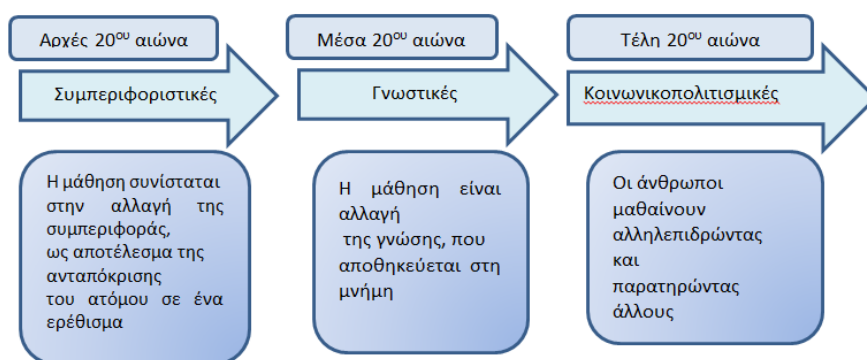 Αρχές 20ου αιώνα
Μέσα 20ου αιώνα
Τέλη 20ου αιώνα
Συμπεριφοριστικές
Γνωστικές
Κοινωνικοπολιτισμικές
Η μάθηση συνίσταται
στην αλλαγή της
συμπεριφοράς,
ως αποτέλεσμα της
ανταπόκρισης
του ατόμου σε ένα
ερέθισμα
Η μάθηση είναι
αλλαγή
της γνώσης, που
αποθηκεύεται στη
μνήμη
Οι άνθρωποι
μαθαίνουν
αλληλεπιδρώντας
και
παρατηρώντας
άλλους